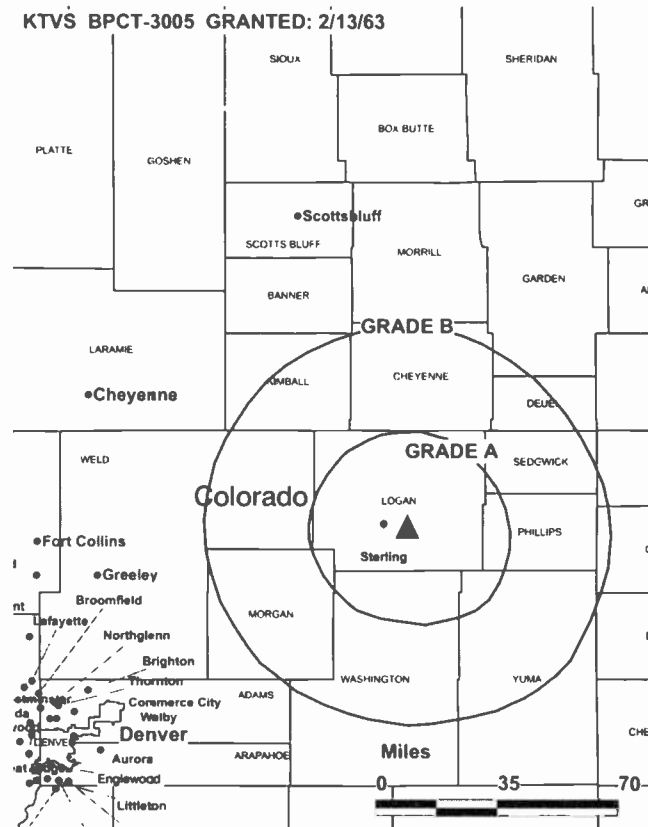 KTVS BPCT-3005 GRANTED: 2/13/63
SIOUX
SHERIDAN
BOX BUTTE
PLATTE
GOSHEN
Scottsbluff
SCOTTS BLUFF
MORRILL
GARDEN
BANNER
GRADE B
LARAMIE
KIMBALL
CHEYENNE
Cheyenne
DEUEL
GRADE A
WELD
SEDGWICK
Colorado
LOGAN
PHILLIPS
Fort Collins
Sterling
Greeley
Broomfield
Lafayette
MORGAN
Northglenn
Brighton
WASHINGTON
YUMA
Thornton
ADAMS
Commerce City
Welby
Denver
DENVE
CHE
Miles
ARAPAHOE
Aurora
Englewood
0 35 70
Littleton